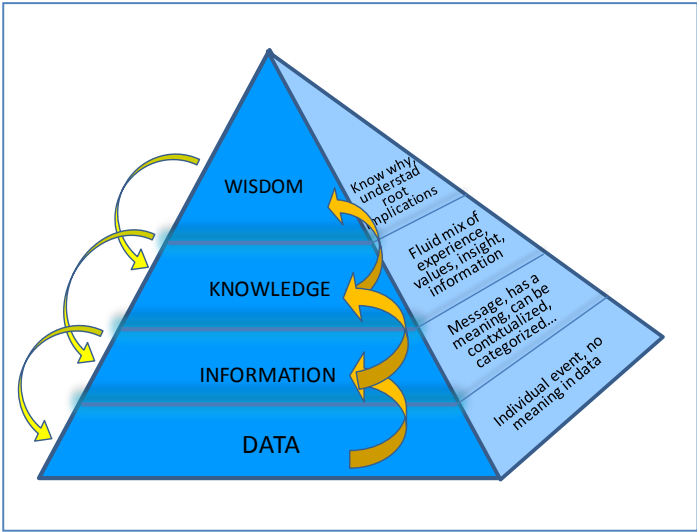 WISDOM
Know why,
understad
root
implications
KNOWLEDGE
Fluid mix of
experience,
values, insight,
information
INFORMATION
Message, has a
meaning, can be
contxtualized,
categorized...
DATA
Individual event, no
meaning in data